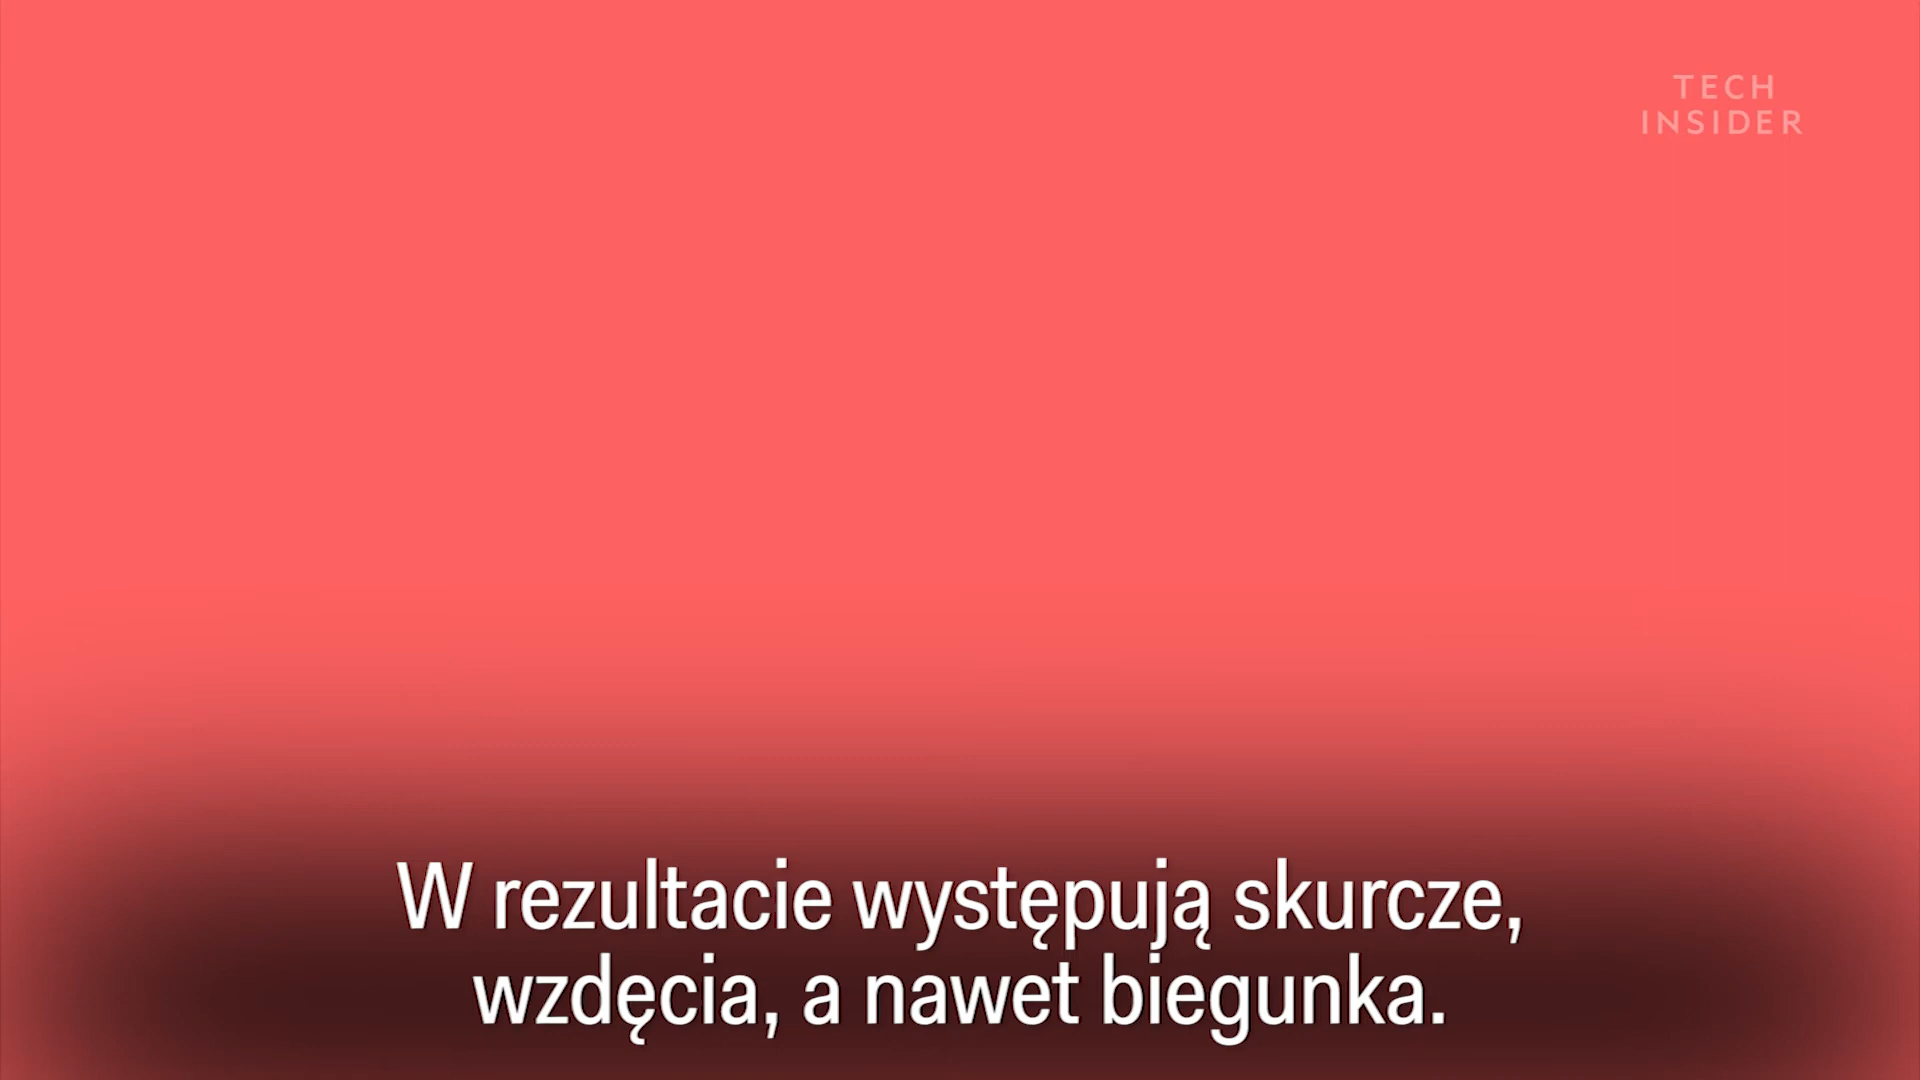 TECH
INSIDER
W rezultacie występują skurcze,
wzdęcia, a nawet biegunka.